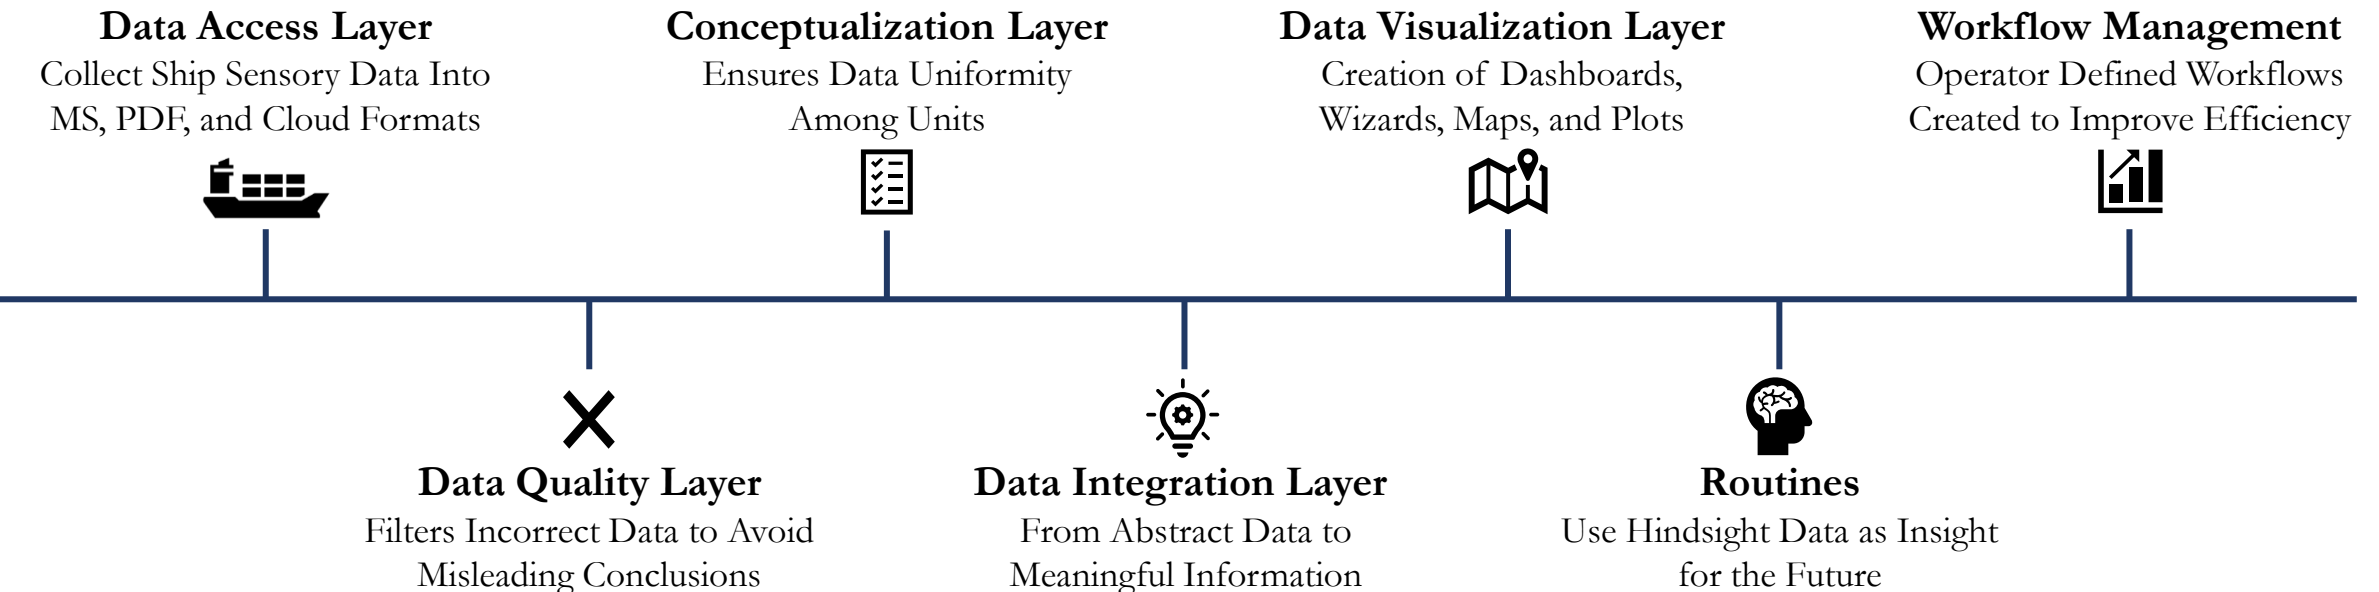 Data Access Layer
Collect Ship Sensory Data Into
MS, PDF, and Cloud Formats
Conceptualization Layer
Ensures Data Uniformity
Among Units
Data Visualization Layer
Creation of Dashboards,
Wizards, Maps, and Plots
Workflow Management
Operator Defined Workflows
Created to Improve Efficiency
Data Quality Layer
Filters Incorrect Data to Avoid
Misleading Conclusions
Data Integration Layer
From Abstract Data to
Meaningful Information
Routines
Use Hindsight Data as Insight
for the Future